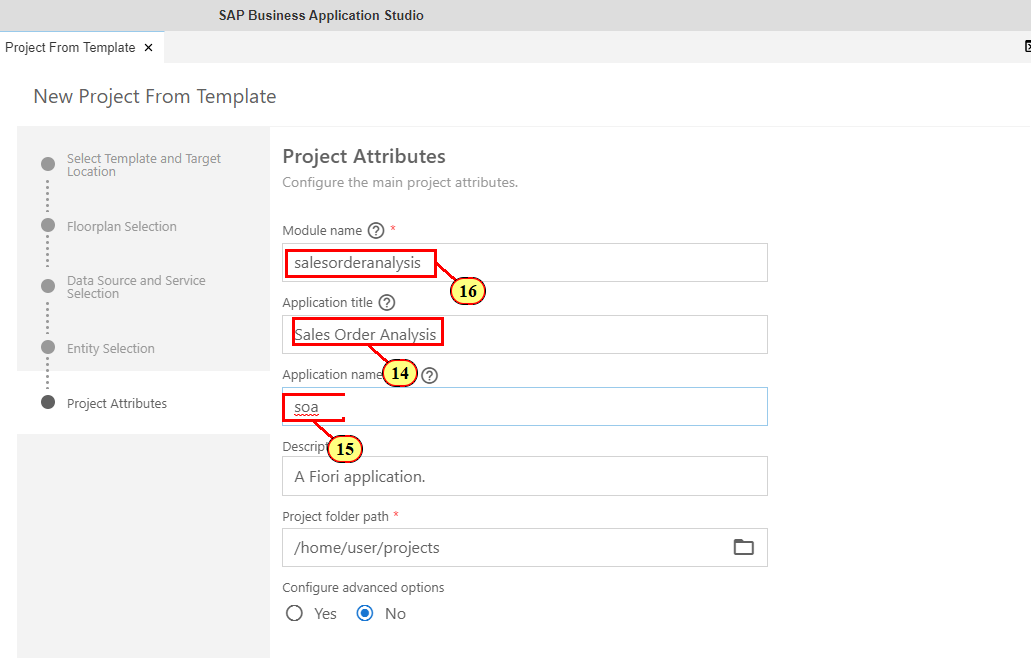 SAP Business Application Studio
Project From Template ×
New Project From Template
Select Template and Target
Location
Floorplan Selection
Data Source and Service
Selection
Entity Selection
Project Attributes
Project Attributes
Configure the main project attributes.
Module name ? *
salesorderanalysis
16
Application title ?
Sales Order Analysis
14
Application name ?
soa
15
Descript
A Fiori application.
Project folder path *
/home/user/projects
Configure advanced options
Yes No